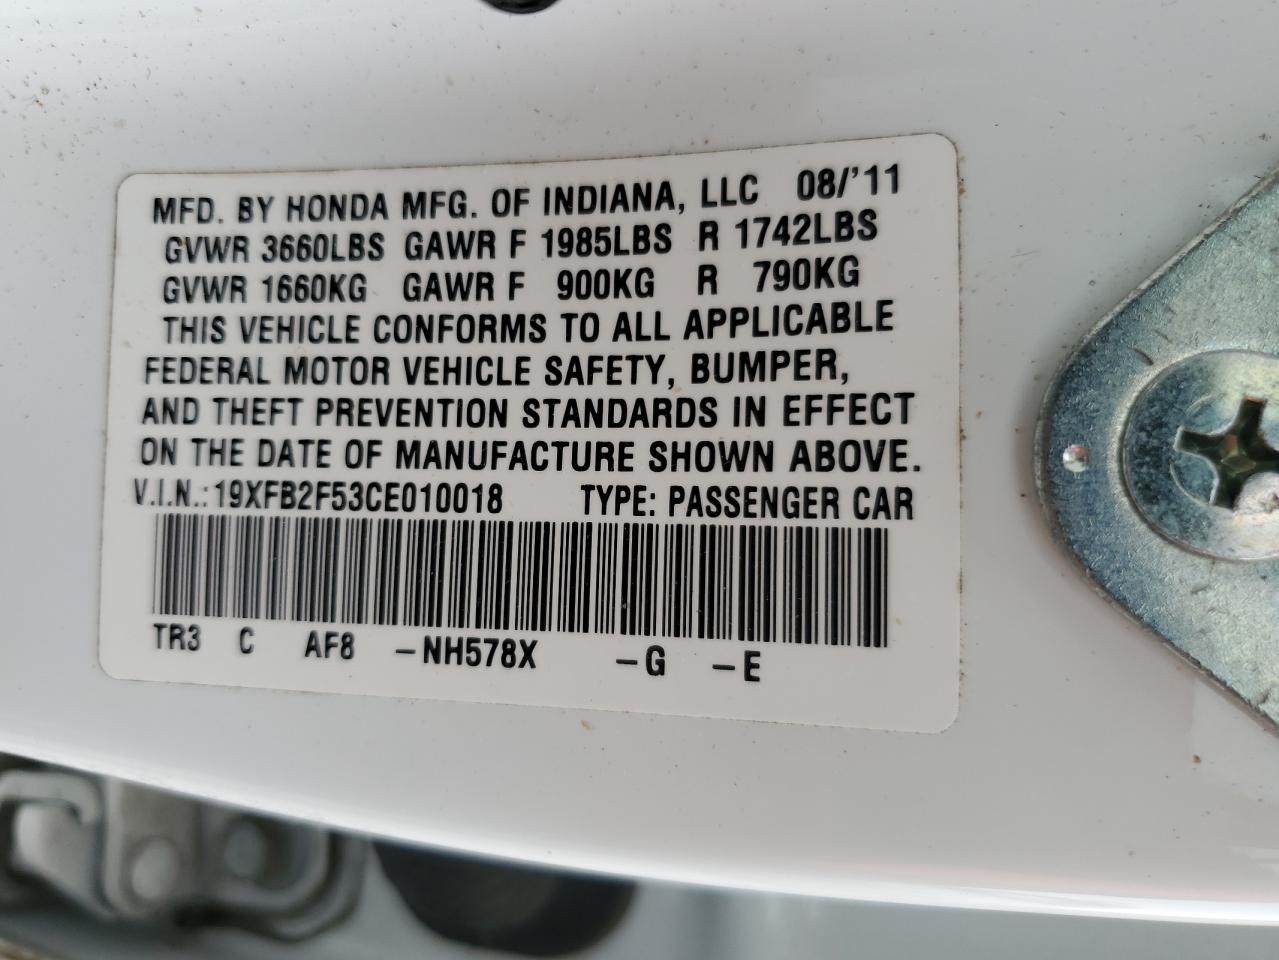 MFD. BY HONDA MFG. OF INDIANA, LLC 08/'11
GVWR 3660LBS GAWR F 1985LBS R 1742LBS
GVWR 1660KG GAWR F 900KG R 790KG
THIS VEHICLE CONFORMS TO ALL APPLICABLE
FEDERAL MOTOR VEHICLE SAFETY, BUMPER,
AND THEFT PREVENTION STANDARDS IN EFFECT
ON THE DATE OF MANUFACTURE SHOWN ABOVE.
V.I.N.: 19XFB2F53CE010018 TYPE: PASSENGER CAR
TR3 C AF8 –NH578X –G –E